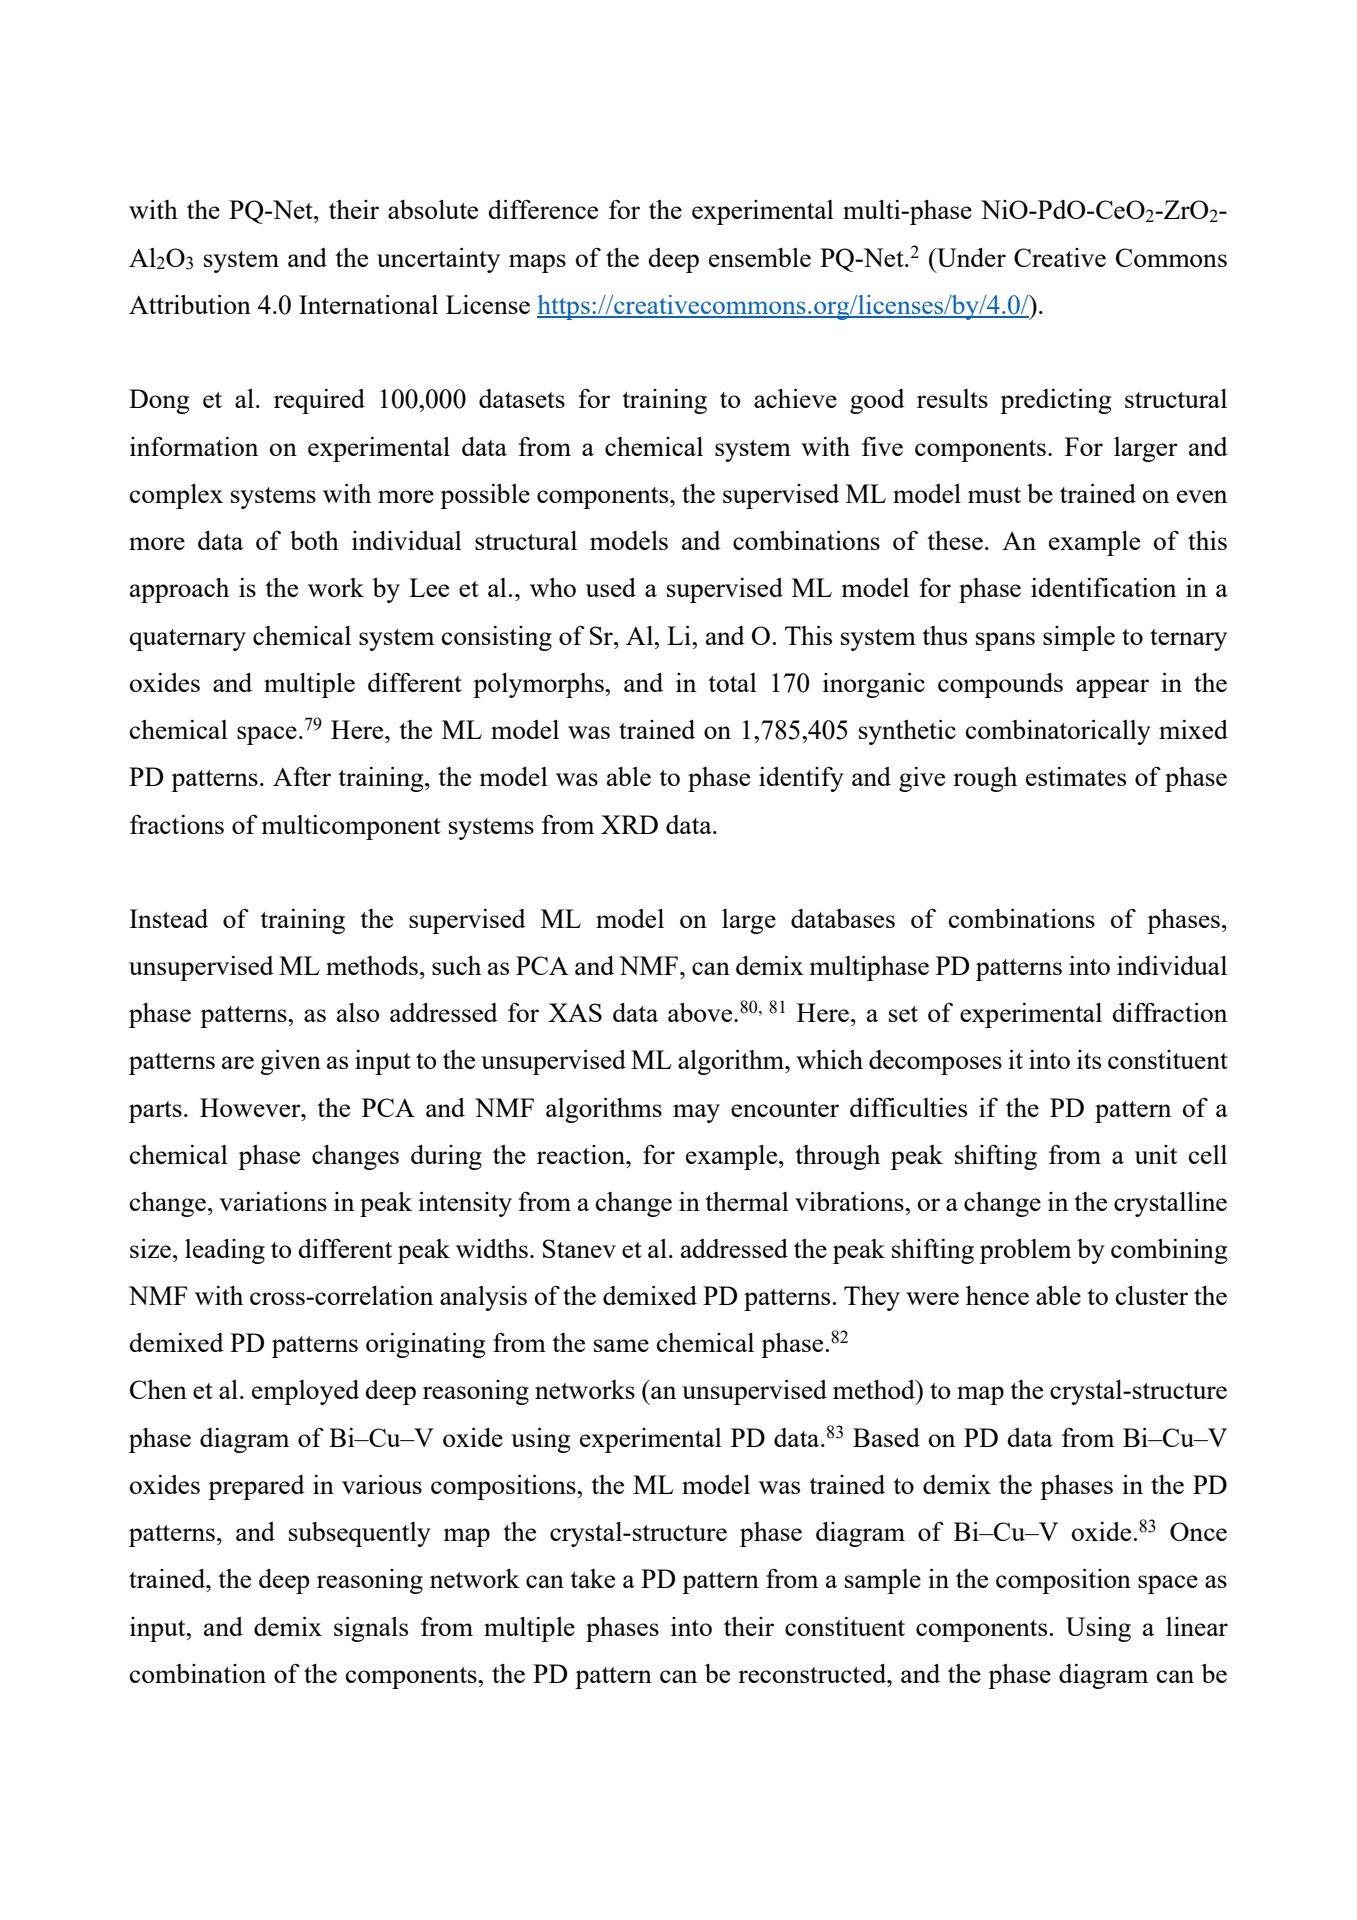 with the PQ-Net, their absolute difference for the experimental multi-phase NiO-PdO-CeO₂-ZrO₂-
Al₂O₃ system and the uncertainty maps of the deep ensemble PQ-Net.² (Under Creative Commons
Attribution 4.0 International License https://creativecommons.org/licenses/by/4.0/).
Dong et al. required 100,000 datasets for training to achieve good results predicting structural
information on experimental data from a chemical system with five components. For larger and
complex systems with more possible components, the supervised ML model must be trained on even
more data of both individual structural models and combinations of these. An example of this
approach is the work by Lee et al., who used a supervised ML model for phase identification in a
quaternary chemical system consisting of Sr, Al, Li, and O. This system thus spans simple to ternary
oxides and multiple different polymorphs, and in total 170 inorganic compounds appear in the
chemical space.⁷⁹ Here, the ML model was trained on 1,785,405 synthetic combinatorically mixed
PD patterns. After training, the model was able to phase identify and give rough estimates of phase
fractions of multicomponent systems from XRD data.
Instead of training the supervised ML model on large databases of combinations of phases,
unsupervised ML methods, such as PCA and NMF, can demix multiphase PD patterns into individual
phase patterns, as also addressed for XAS data above.⁸⁰, ⁸¹ Here, a set of experimental diffraction
patterns are given as input to the unsupervised ML algorithm, which decomposes it into its constituent
parts. However, the PCA and NMF algorithms may encounter difficulties if the PD pattern of a
chemical phase changes during the reaction, for example, through peak shifting from a unit cell
change, variations in peak intensity from a change in thermal vibrations, or a change in the crystalline
size, leading to different peak widths. Stanev et al. addressed the peak shifting problem by combining
NMF with cross-correlation analysis of the demixed PD patterns. They were hence able to cluster the
demixed PD patterns originating from the same chemical phase.⁸²
Chen et al. employed deep reasoning networks (an unsupervised method) to map the crystal-structure
phase diagram of Bi–Cu–V oxide using experimental PD data.⁸³ Based on PD data from Bi–Cu–V
oxides prepared in various compositions, the ML model was trained to demix the phases in the PD
patterns, and subsequently map the crystal-structure phase diagram of Bi–Cu–V oxide.⁸³ Once
trained, the deep reasoning network can take a PD pattern from a sample in the composition space as
input, and demix signals from multiple phases into their constituent components. Using a linear
combination of the components, the PD pattern can be reconstructed, and the phase diagram can be